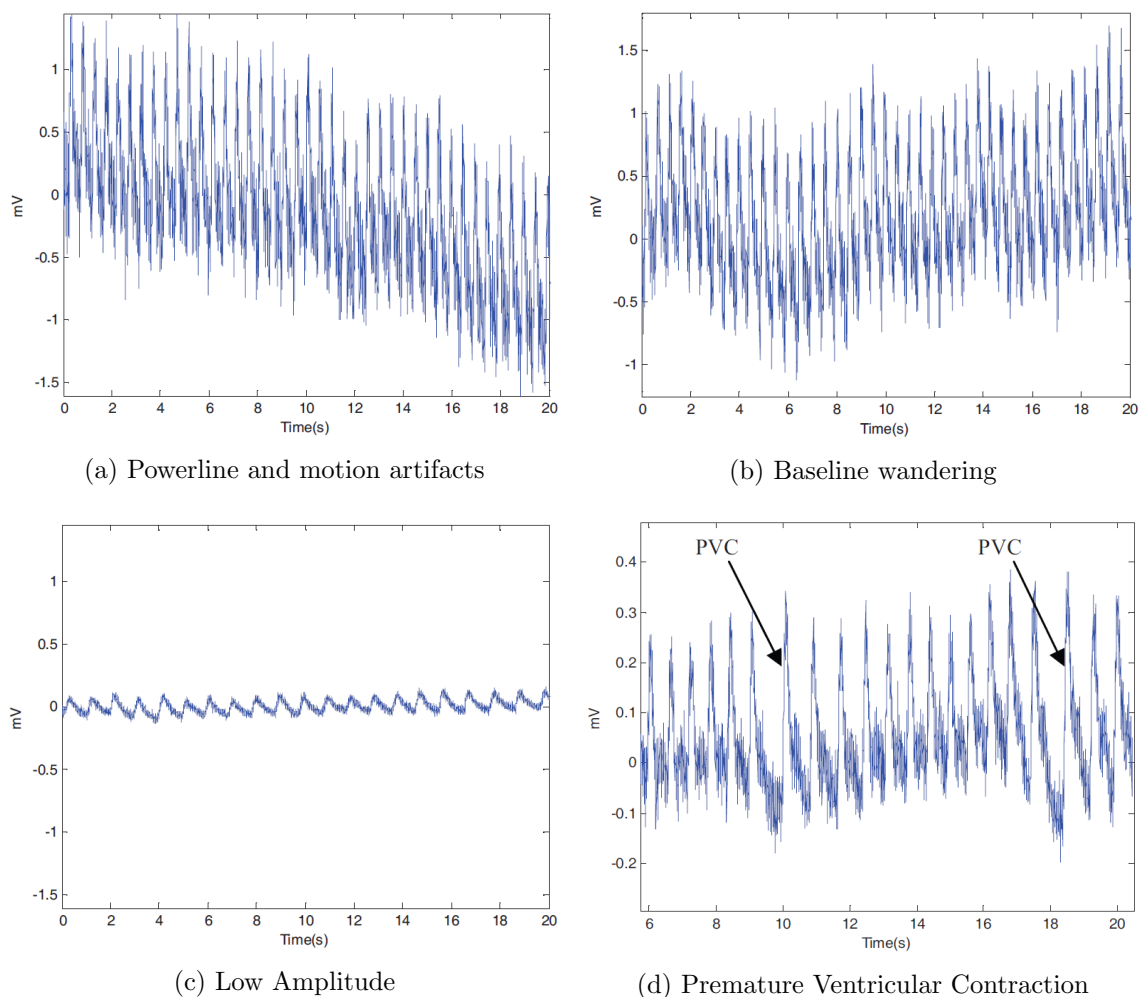 1
0.5
0
-0.5
-1
-1.5
mV
0 2 4 6 8 10 12 14 16 18 20
Time(s)
(a) Powerline and motion artifacts
1.5
1
0.5
0
-0.5
-1
mV
0 2 4 6 8 10 12 14 16 18 20
Time(s)
(b) Baseline wandering
1
0.5
0
-0.5
-1
-1.5
mV
0 2 4 6 8 10 12 14 16 18 20
Time(s)
(c) Low Amplitude
PVC PVC
0.4
0.3
0.2
0.1
0
-0.1
-0.2
mV
6 8 10 12 14 16 18 20
Time(s)
(d) Premature Ventricular Contraction